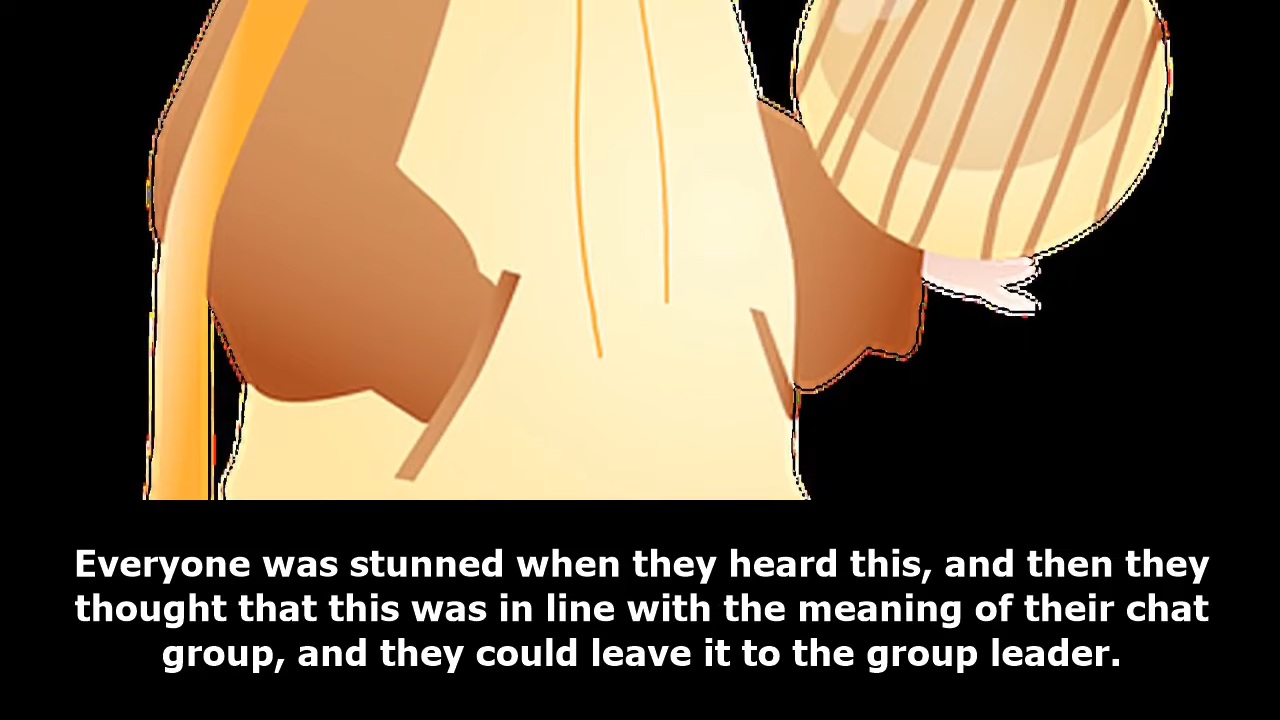 Everyone was stunned when they heard this, and then they
thought that this was in line with the meaning of their chat
group, and they could leave it to the group leader.